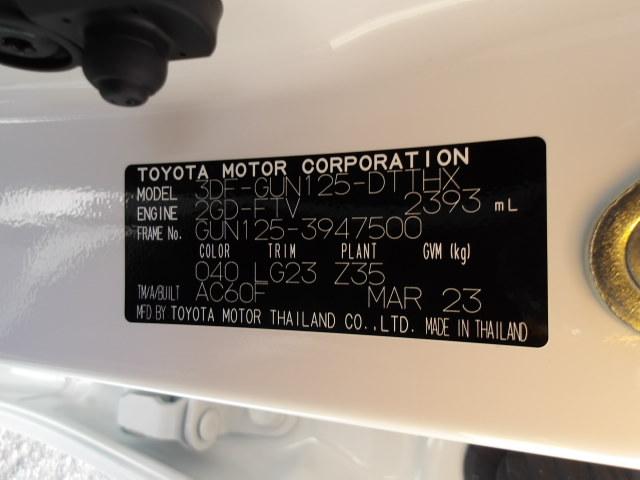 TOYOTA MOTOR CORPORATION
MODEL 3DF-GUN125-DTTHX
ENGINE 2GD-FTV 2393 mL
FRAME No. GUN125-3947500
COLOR TRIM PLANT GVM (kg)
040 LG23 Z35
TM/A/BUILT AC60F MAR 23
MFD BY TOYOTA MOTOR THAILAND CO.,LTD. MADE IN THAILAND